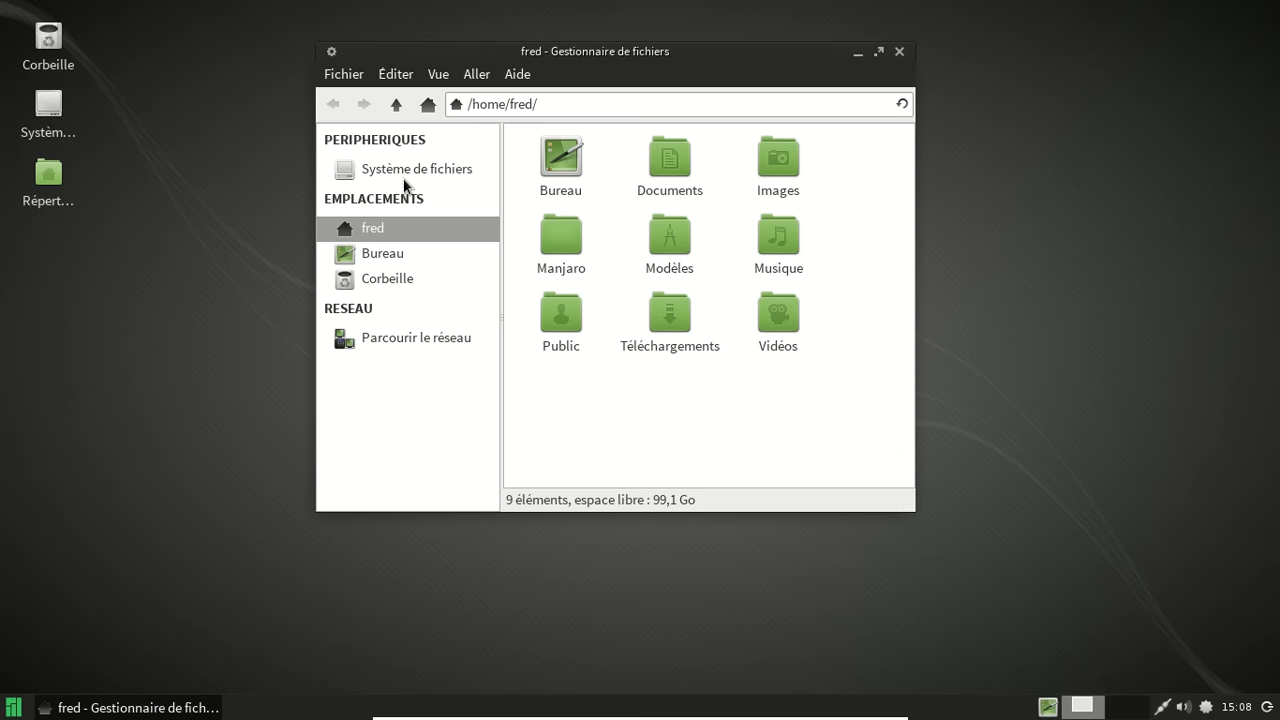 Corbeille
Systèm...
Répert...
fred - Gestionnaire de fichiers
Fichier Éditer Vue Aller Aide
/home/fred/
PERIPHERIQUES
Système de fichiers
EMPLACEMENTS
fred
Bureau
Corbeille
RESEAU
Parcourir le réseau
Bureau Documents Images
Manjaro Modèles Musique
Public Téléchargements Vidéos
9 éléments, espace libre : 99,1 Go
fred - Gestionnaire de fich...
15:08